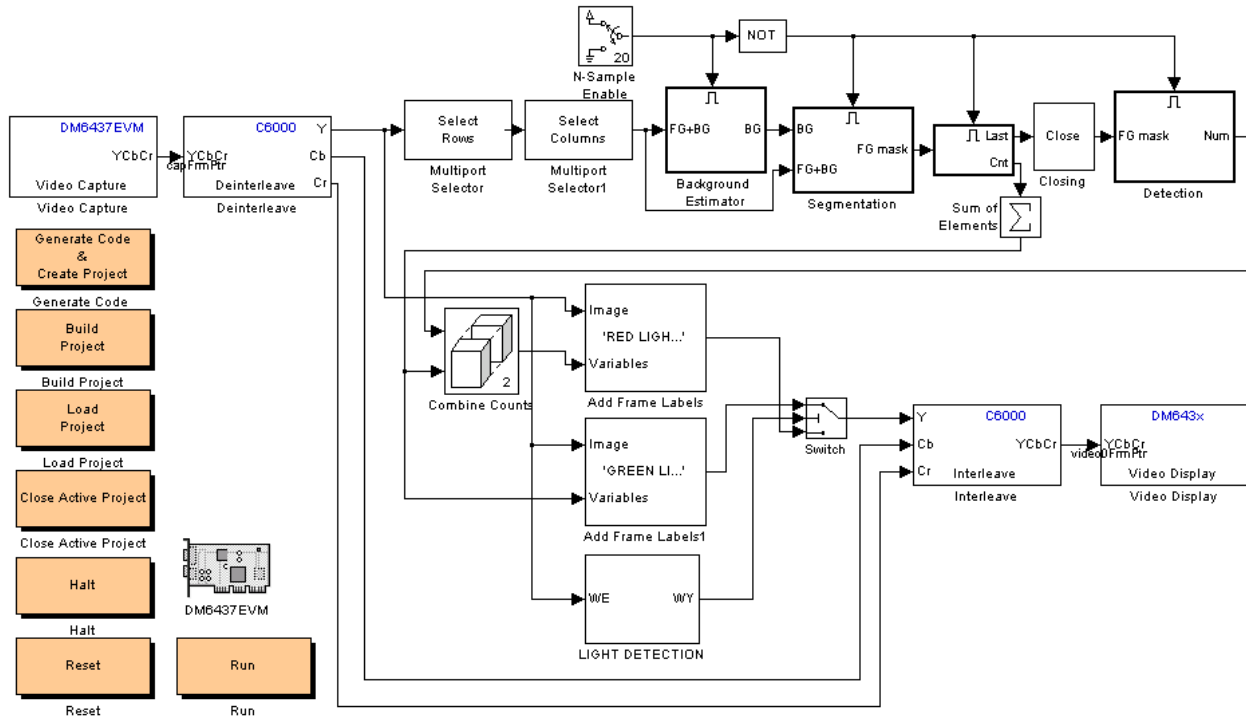 20
N-Sample
Enable
NOT
DM6437EVM
YCbCr
Video Capture
Video Capture
capFrmPtr
C6000
YCbCr
Y
Cb
Cr
Deinterleave
Deinterleave
Select
Rows
Multiport
Selector
Select
Columns
Multiport
Selector1
FG+BG
BG
Background
Estimator
BG
FG+BG
FG mask
Segmentation
Last
Cnt
Close
Closing
FG mask
Num
Detection
Sum of
Elements
Generate Code
&
Create Project
Generate Code
Build
Project
Build Project
Load
Project
Load Project
Close Active Project
Close Active Project
Halt
Halt
Reset
Reset
DM6437EVM
Run
Run
2
Combine Counts
Image
'RED LIGH...'
Variables
Add Frame Labels
Image
'GREEN LI...'
Variables
Add Frame Labels1
WE
WY
LIGHT DETECTION
Switch
C6000
Y
Cb
Cr
YCbCr
Interleave
Interleave
DM643x
YCbCr
video0FrmPtr
Video Display
Video Display